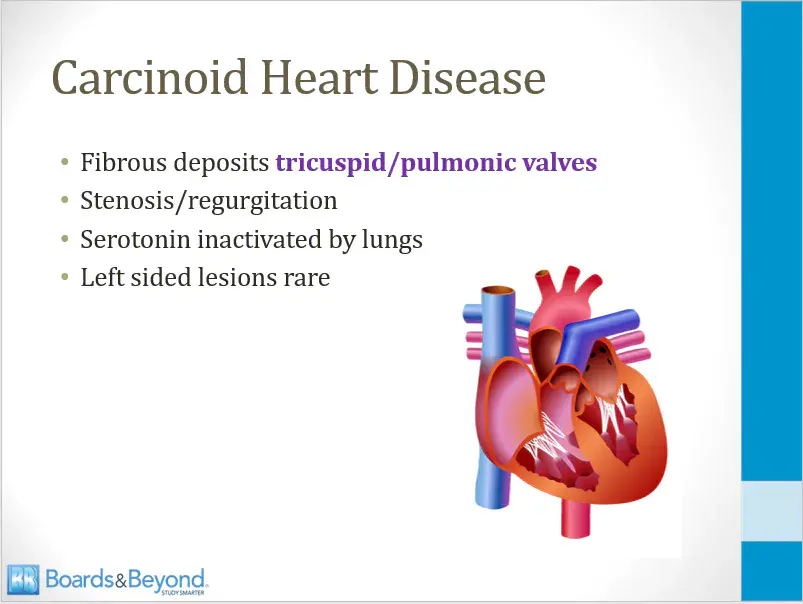 Carcinoid Heart Disease
• Fibrous deposits tricuspid/pulmonic valves
• Stenosis/regurgitation
• Serotonin inactivated by lungs
• Left sided lesions rare
BB Boards&Beyond.
STUDY SMARTER